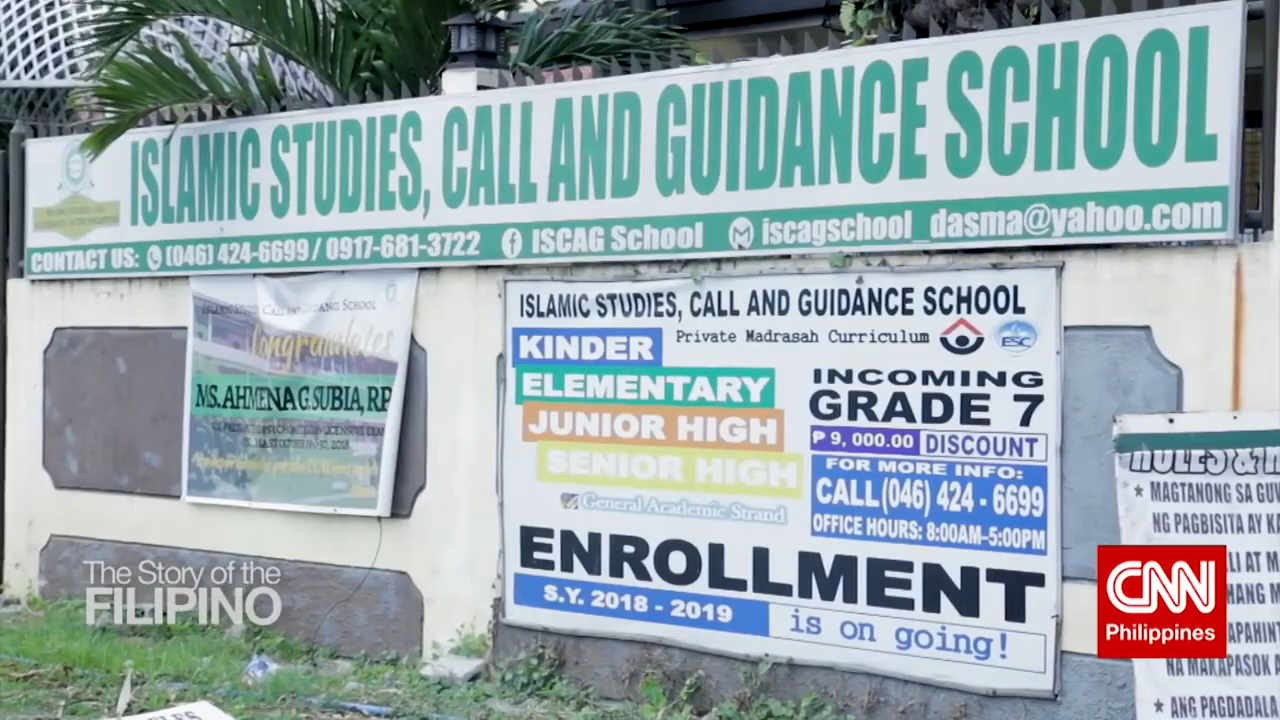 ISLAMIC STUDIES, CALL AND GUIDANCE SCHOOL
CONTACT US: (046) 424-6699 / 0917-681-3722 ISCAG School iscagschool_dasma@yahoo.com
Congratulates
MS. AHMENA G. SUBIA, RP
ISLAMIC STUDIES, CALL AND GUIDANCE SCHOOL
Private Madrasah Curriculum
ESC
KINDER
ELEMENTARY
JUNIOR HIGH
SENIOR HIGH
General Academic Strand
INCOMING
GRADE 7
₱ 9, 000.00 DISCOUNT
FOR MORE INFO:
CALL (046) 424 - 6699
OFFICE HOURS: 8:00AM-5:00PM
ENROLLMENT
S.Y. 2018 - 2019 is on going!
RULES &
★ MAGTANONG SA
NG PAGBISITA AY
NA MAKAPASOK
★ ANG PAGDADALA
The Story of the
FILIPINO
CNN
Philippines